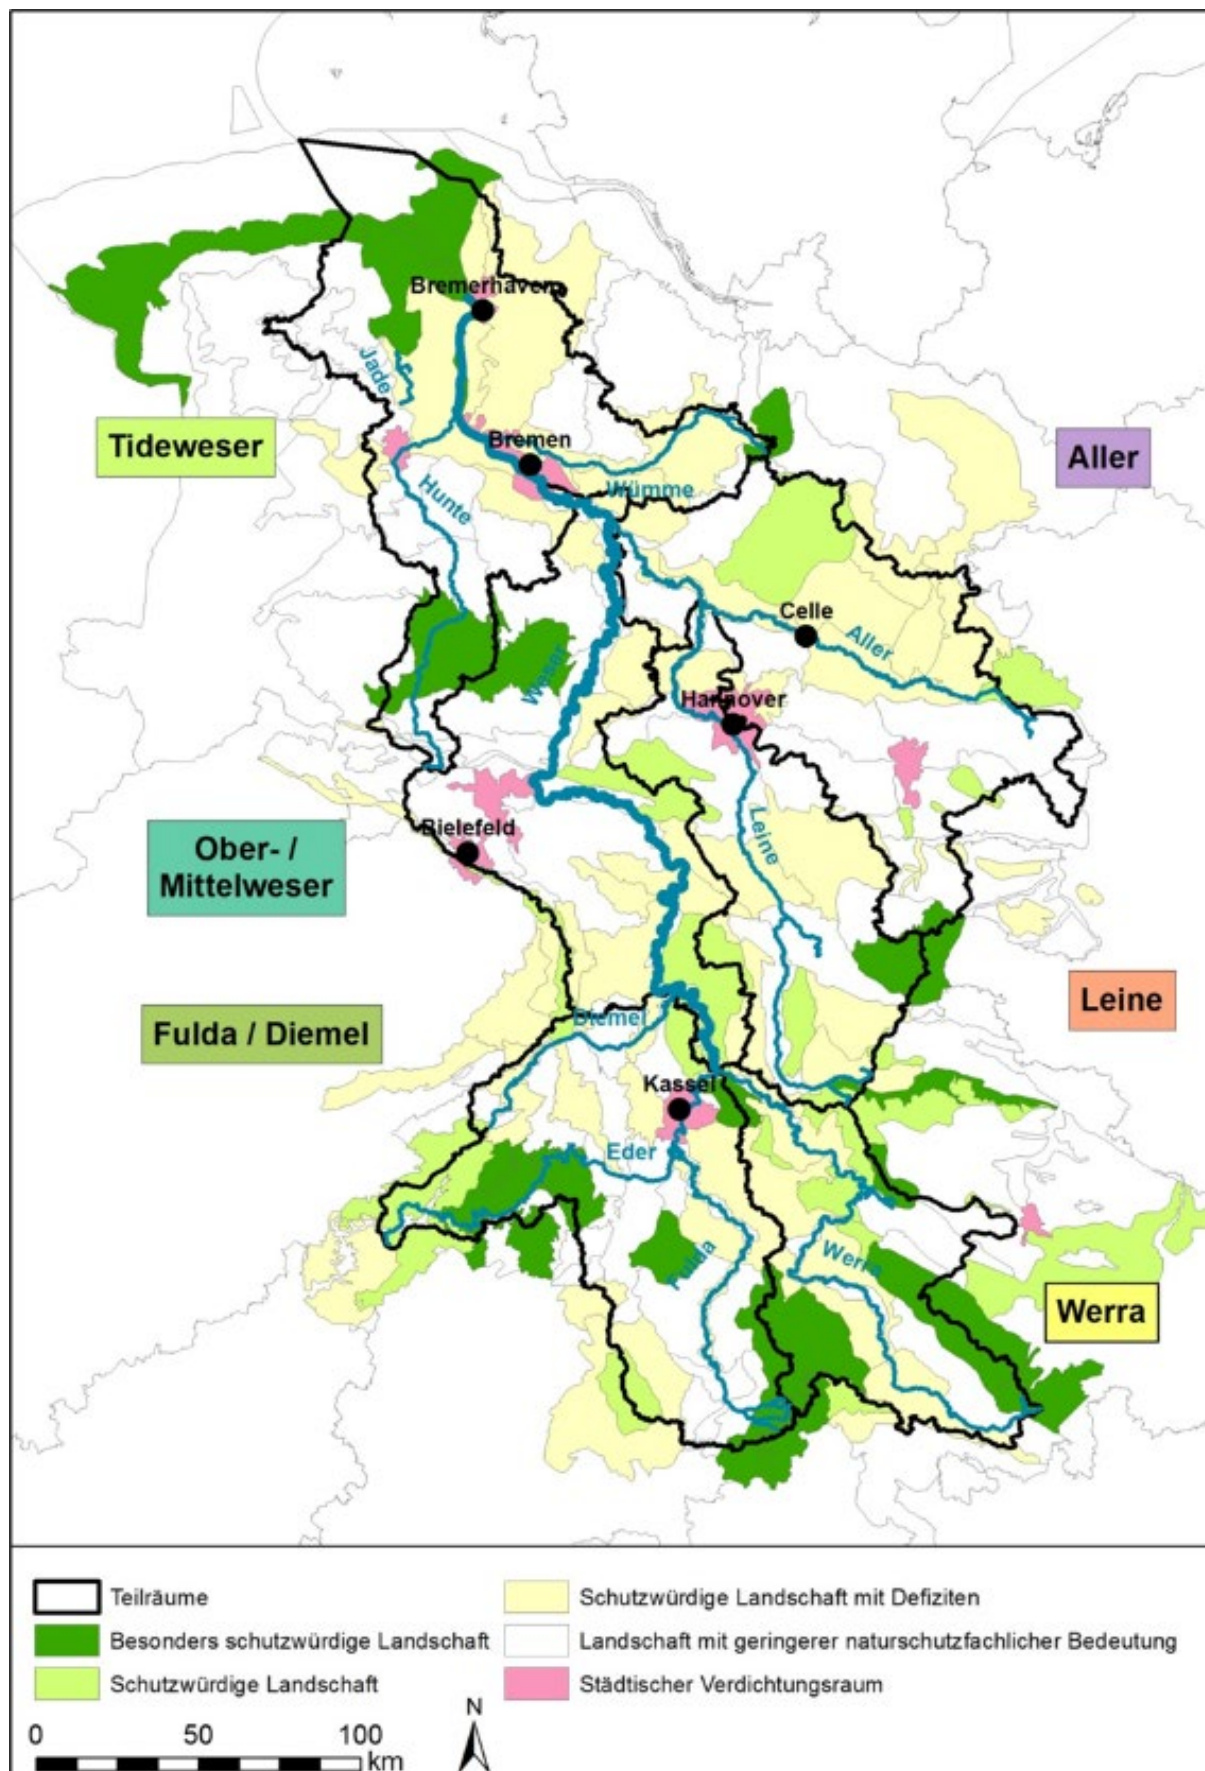 Bremerhaven
Jade
Tideweser
Bremen
Aller
Wümme
Hunte
Celle
Aller
Weser
Hannover
Leine
Bielefeld
Ober- /
Mittelweser
Leine
Fulda / Diemel
Diemel
Kassel
Eder
Werra
Fulda
Werra
Teilräume
Besonders schutzwürdige Landschaft
Schutzwürdige Landschaft
Schutzwürdige Landschaft mit Defiziten
Landschaft mit geringerer naturschutzfachlicher Bedeutung
Städtischer Verdichtungsraum
N
0 50 100
km